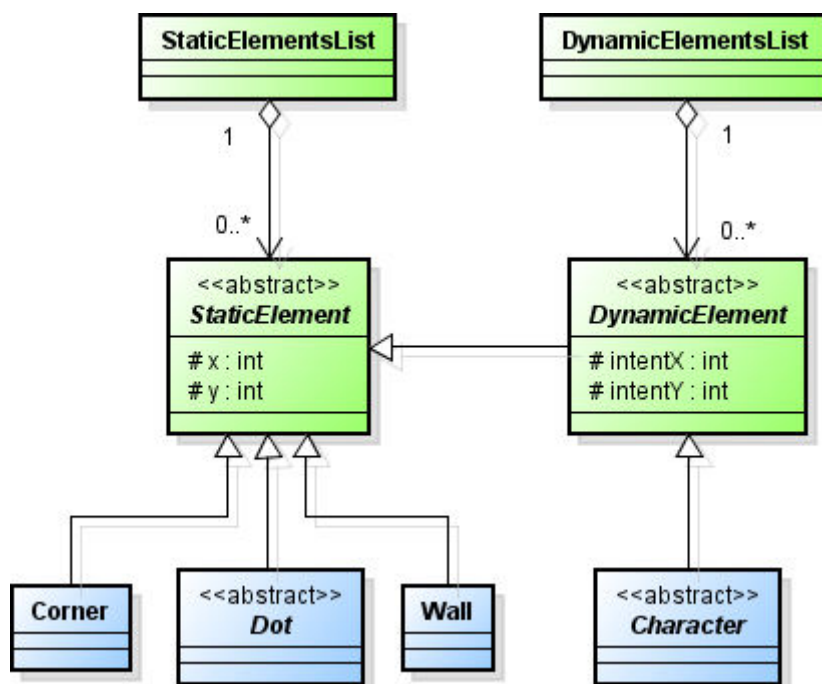 StaticElementsList
DynamicElementsList
1
1
0..*
0..*
<<abstract>>
StaticElement
# x : int
# y : int
<<abstract>>
DynamicElement
# intentX : int
# intentY : int
Corner
<<abstract>>
Dot
Wall
<<abstract>>
Character